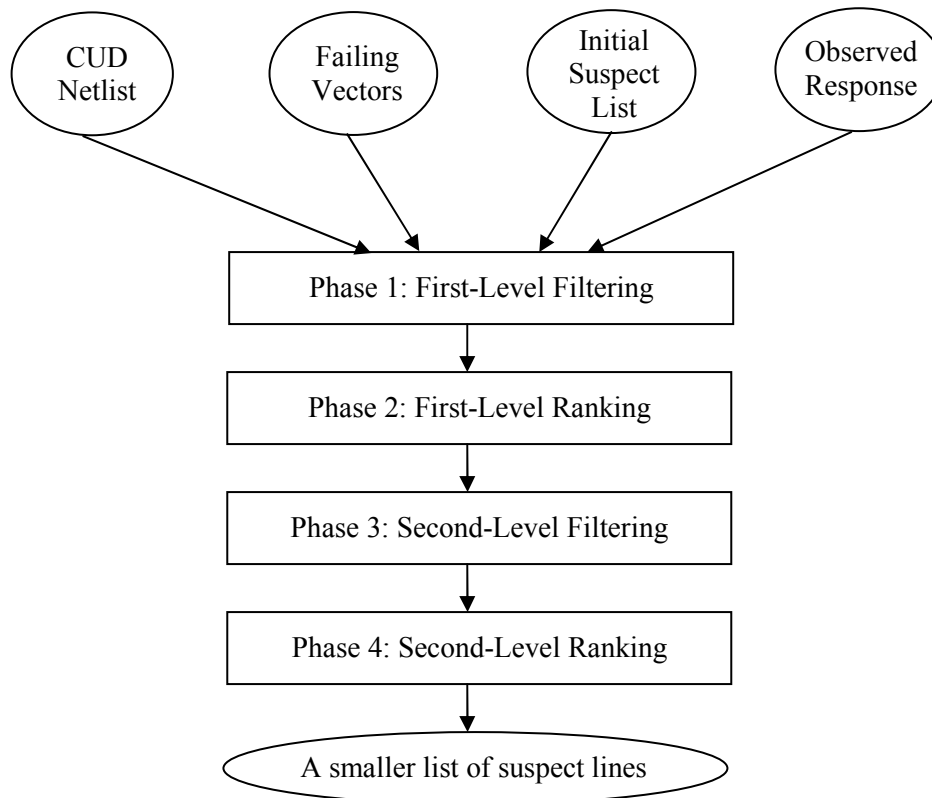 CUD
Netlist
Failing
Vectors
Initial
Suspect
List
Observed
Response
Phase 1: First-Level Filtering
Phase 2: First-Level Ranking
Phase 3: Second-Level Filtering
Phase 4: Second-Level Ranking
A smaller list of suspect lines